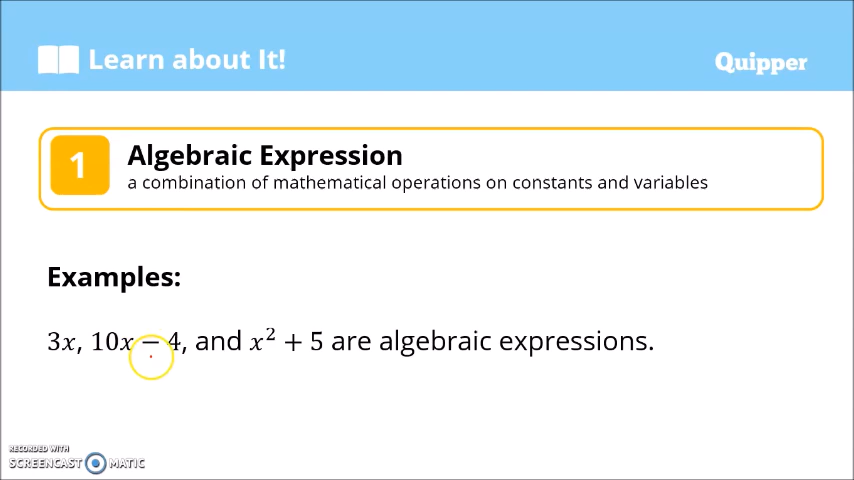 Learn about It!
Quipper
1
Algebraic Expression
a combination of mathematical operations on constants and variables
Examples:
3x, 10x − 4, and x² + 5 are algebraic expressions.
RECORDED WITH
SCREENCAST MATIC